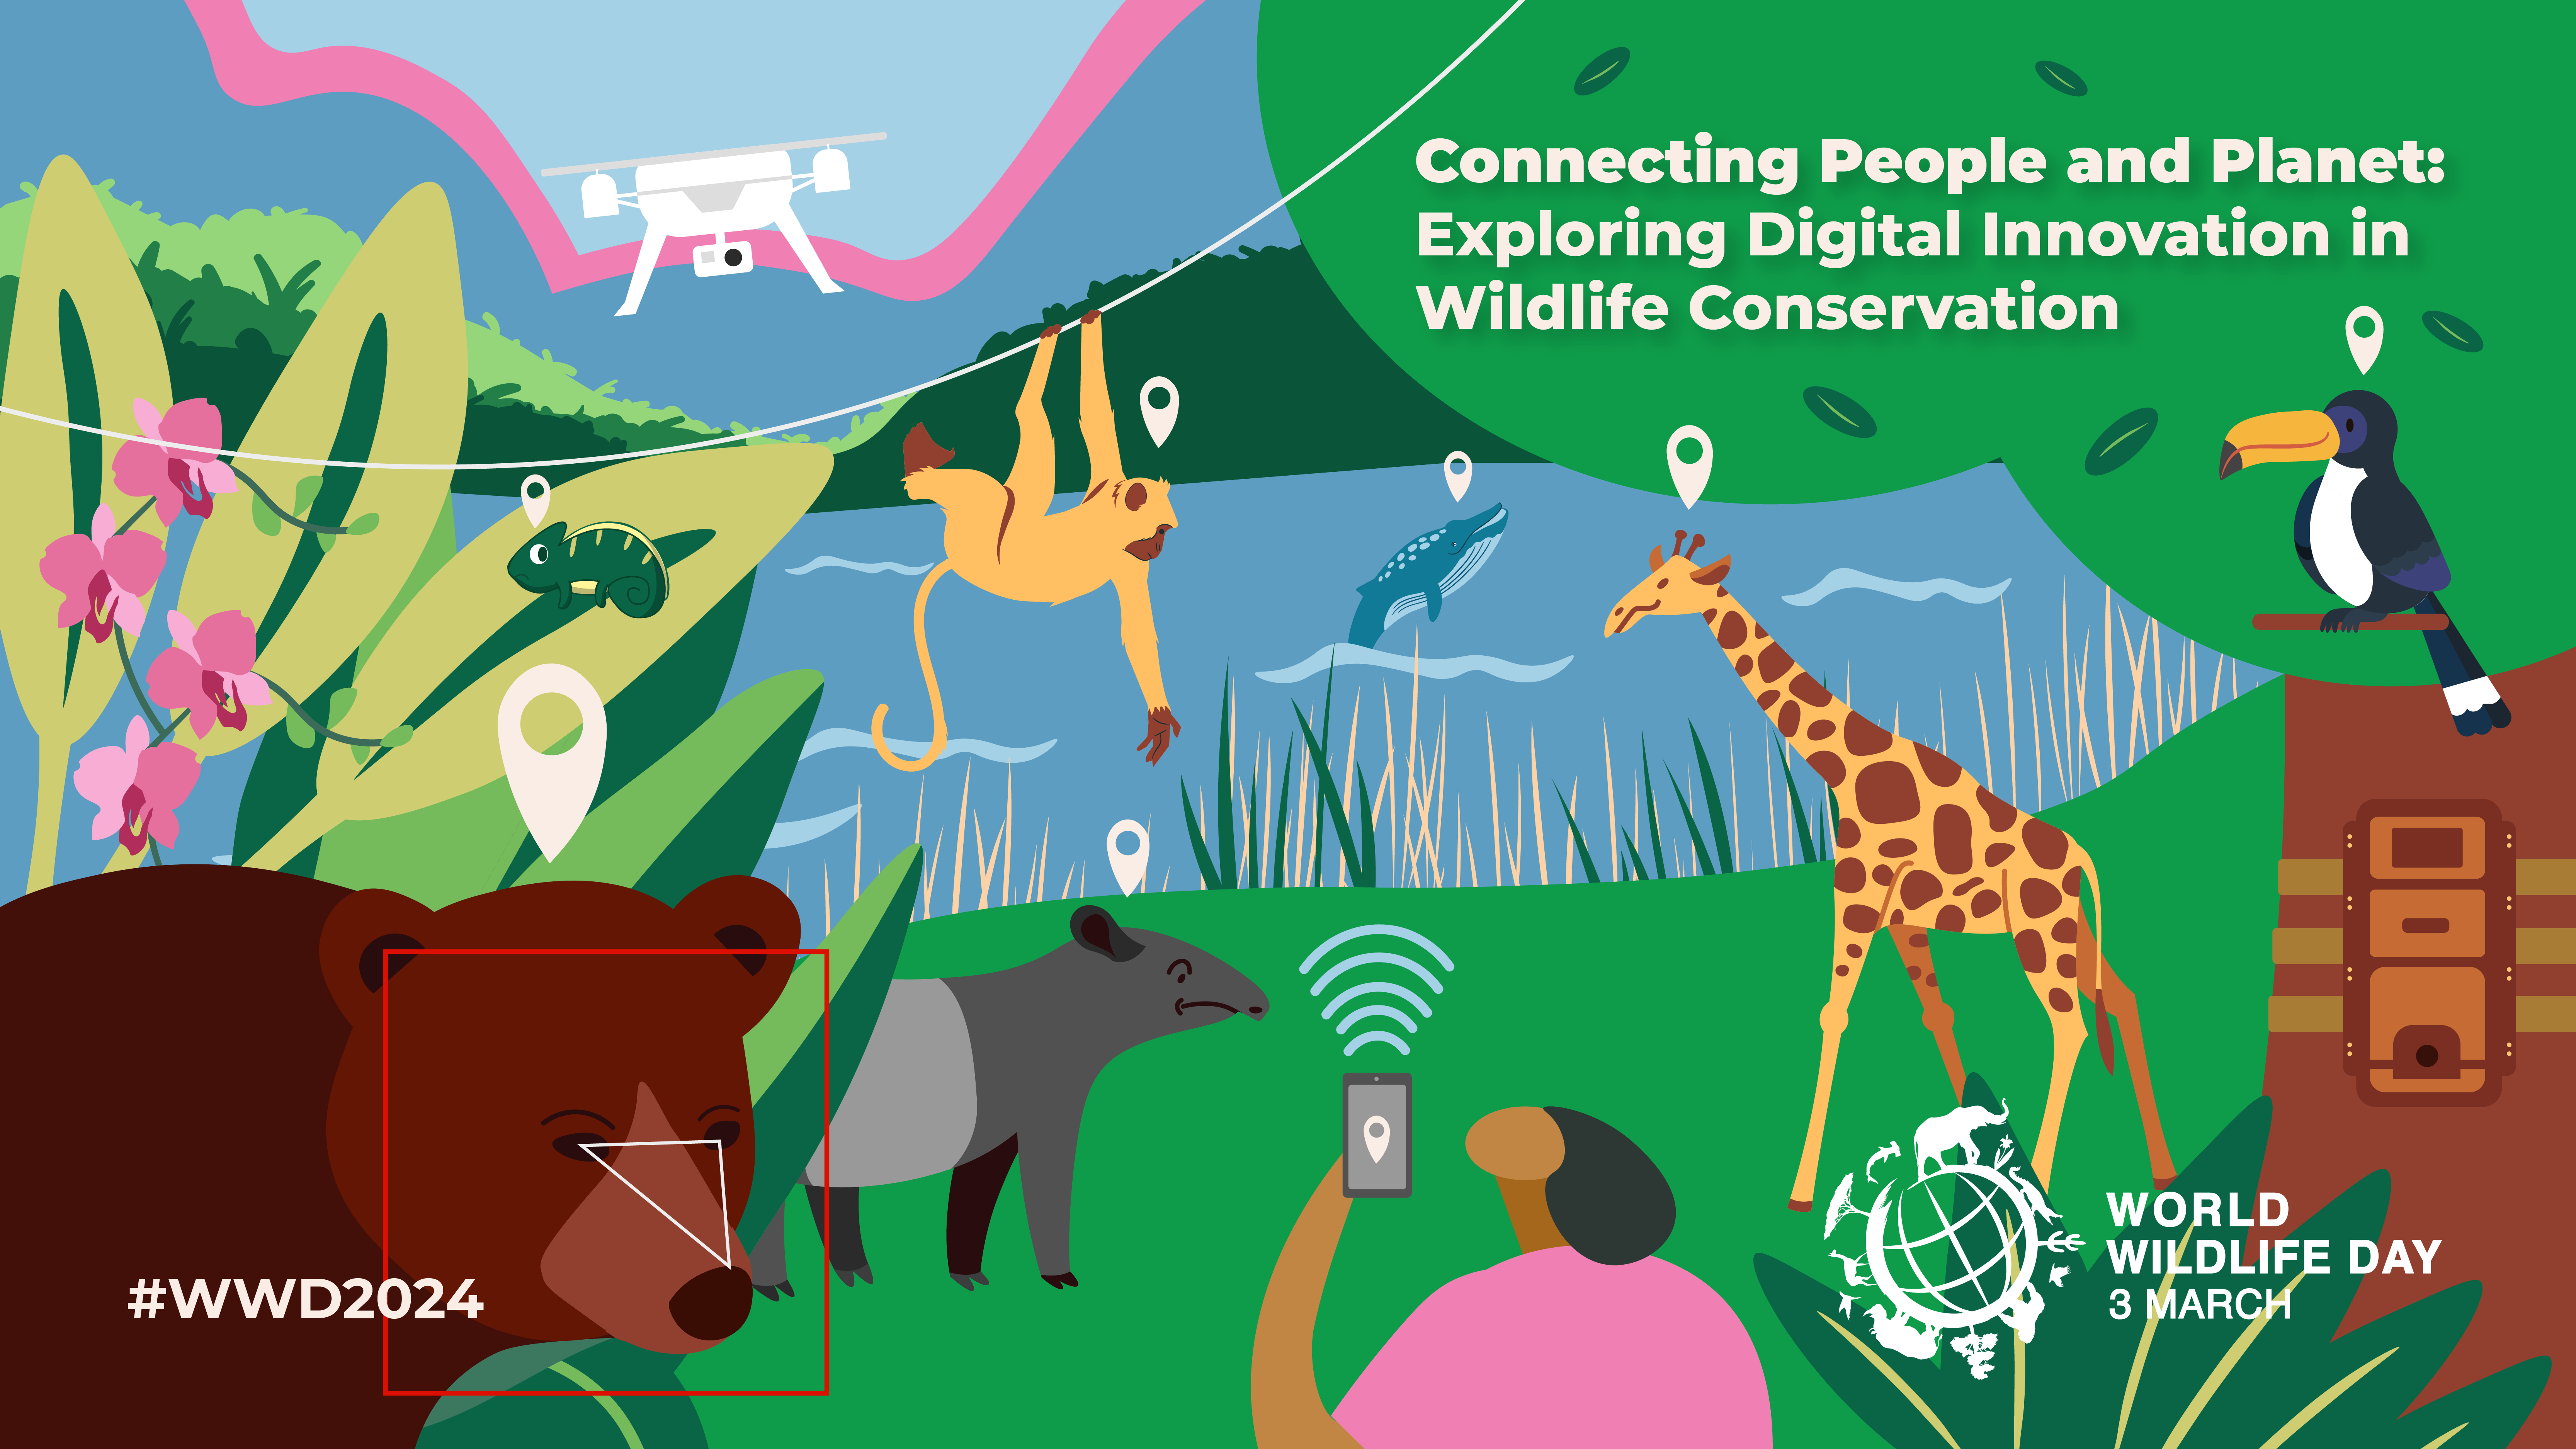 Connecting People and Planet:
Exploring Digital Innovation in
Wildlife Conservation
#WWD2024
WORLD
WILDLIFE DAY
3 MARCH